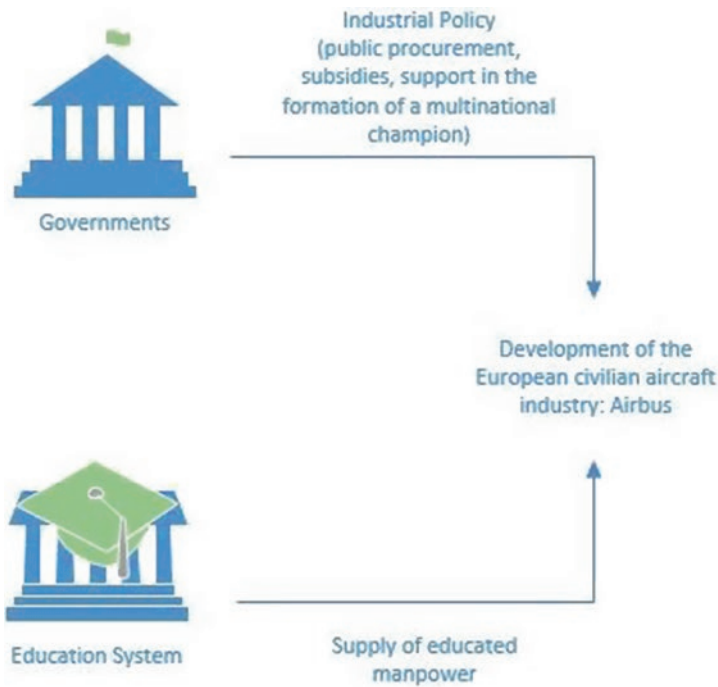 Industrial Policy
(public procurement,
subsidies, support in the
formation of a multinational
champion)
Governments
Development of the
European civilian aircraft
industry: Airbus
Education System
Supply of educated
manpower